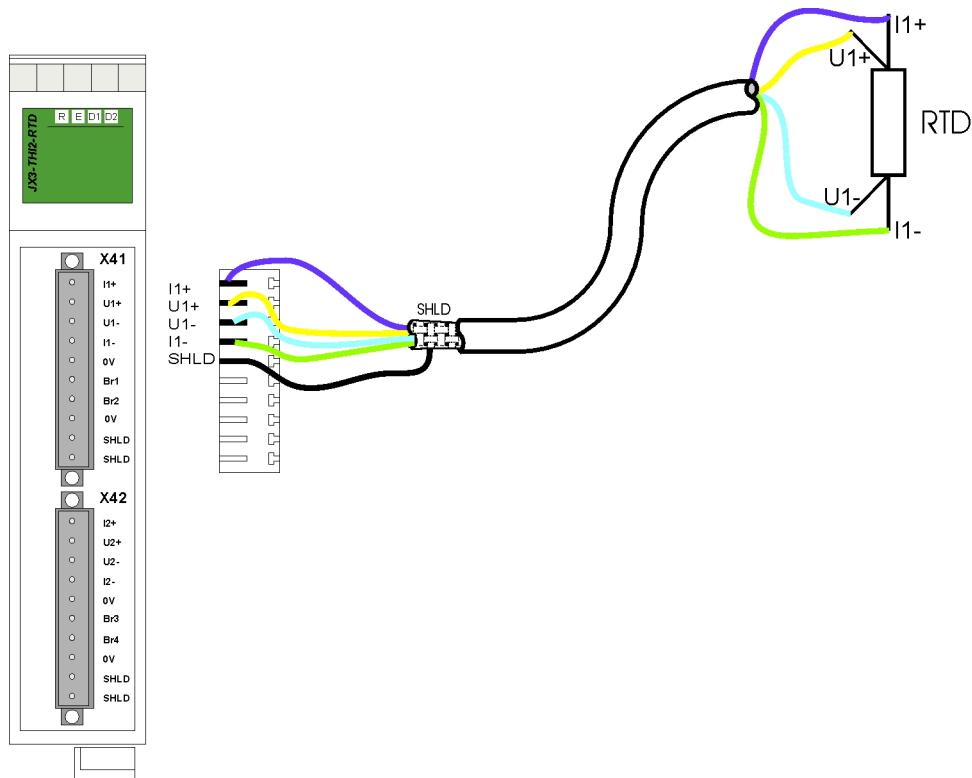 JX3-THI2-RTD
R E D1 D2
X41
I1+
U1+
U1-
I1-
0V
Br1
Br2
0V
SHLD
SHLD
X42
I2+
U2+
U2-
I2-
0V
Br3
Br4
0V
SHLD
SHLD
I1+
U1+
U1-
I1-
SHLD
SHLD
I1+
U1+
RTD
U1-
I1-